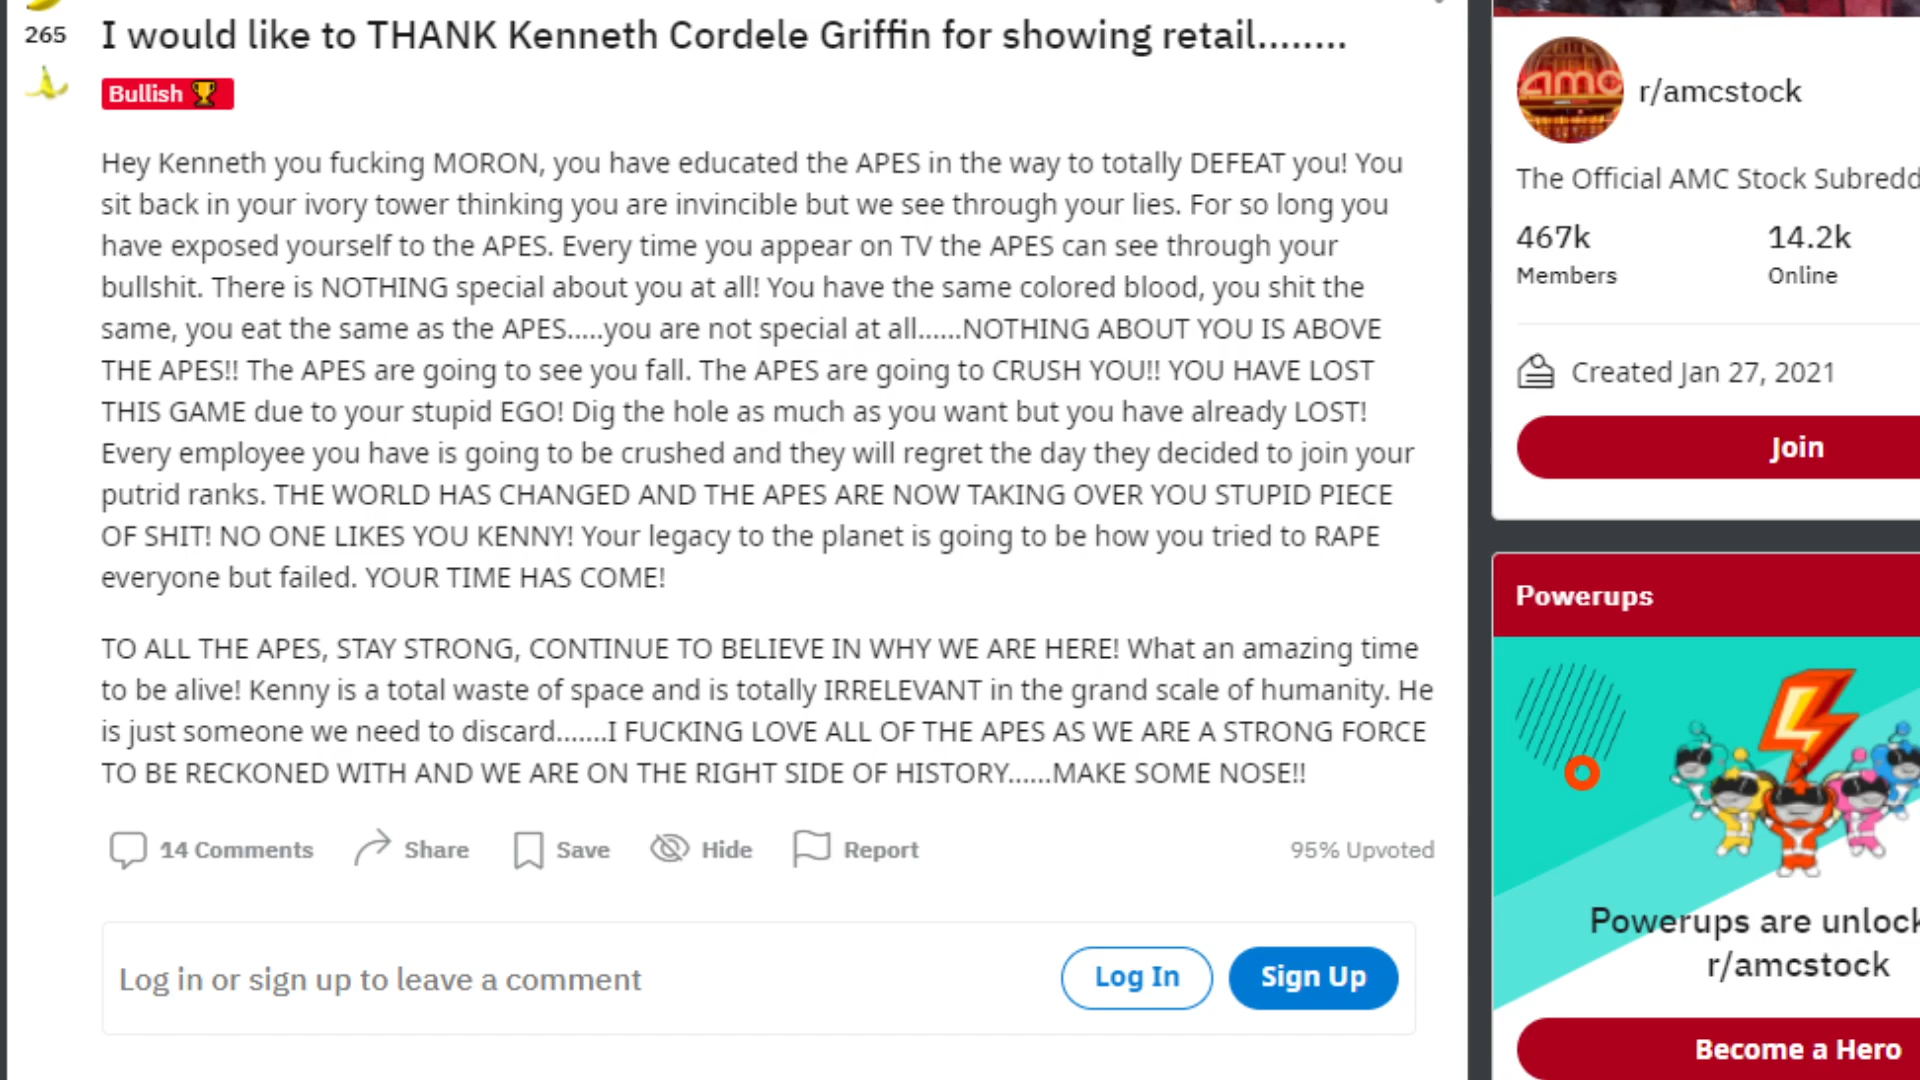 265
I would like to THANK Kenneth Cordele Griffin for showing retail........
Bullish
Hey Kenneth you fucking MORON, you have educated the APES in the way to totally DEFEAT you! You
sit back in your ivory tower thinking you are invincible but we see through your lies. For so long you
have exposed yourself to the APES. Every time you appear on TV the APES can see through your
bullshit. There is NOTHING special about you at all! You have the same colored blood, you shit the
same, you eat the same as the APES.....you are not special at all......NOTHING ABOUT YOU IS ABOVE
THE APES!! The APES are going to see you fall. The APES are going to CRUSH YOU!! YOU HAVE LOST
THIS GAME due to your stupid EGO! Dig the hole as much as you want but you have already LOST!
Every employee you have is going to be crushed and they will regret the day they decided to join your
putrid ranks. THE WORLD HAS CHANGED AND THE APES ARE NOW TAKING OVER YOU STUPID PIECE
OF SHIT! NO ONE LIKES YOU KENNY! Your legacy to the planet is going to be how you tried to RAPE
everyone but failed. YOUR TIME HAS COME!
TO ALL THE APES, STAY STRONG, CONTINUE TO BELIEVE IN WHY WE ARE HERE! What an amazing time
to be alive! Kenny is a total waste of space and is totally IRRELEVANT in the grand scale of humanity. He
is just someone we need to discard.......I FUCKING LOVE ALL OF THE APES AS WE ARE A STRONG FORCE
TO BE RECKONED WITH AND WE ARE ON THE RIGHT SIDE OF HISTORY......MAKE SOME NOSE!!
14 Comments Share Save Hide Report 95% Upvoted
Log in or sign up to leave a comment Log In Sign Up
amc
r/amcstock
The Official AMC Stock Subredd
467k 14.2k
Members Online
Created Jan 27, 2021
Join
Powerups
Powerups are unlock
r/amcstock
Become a Hero